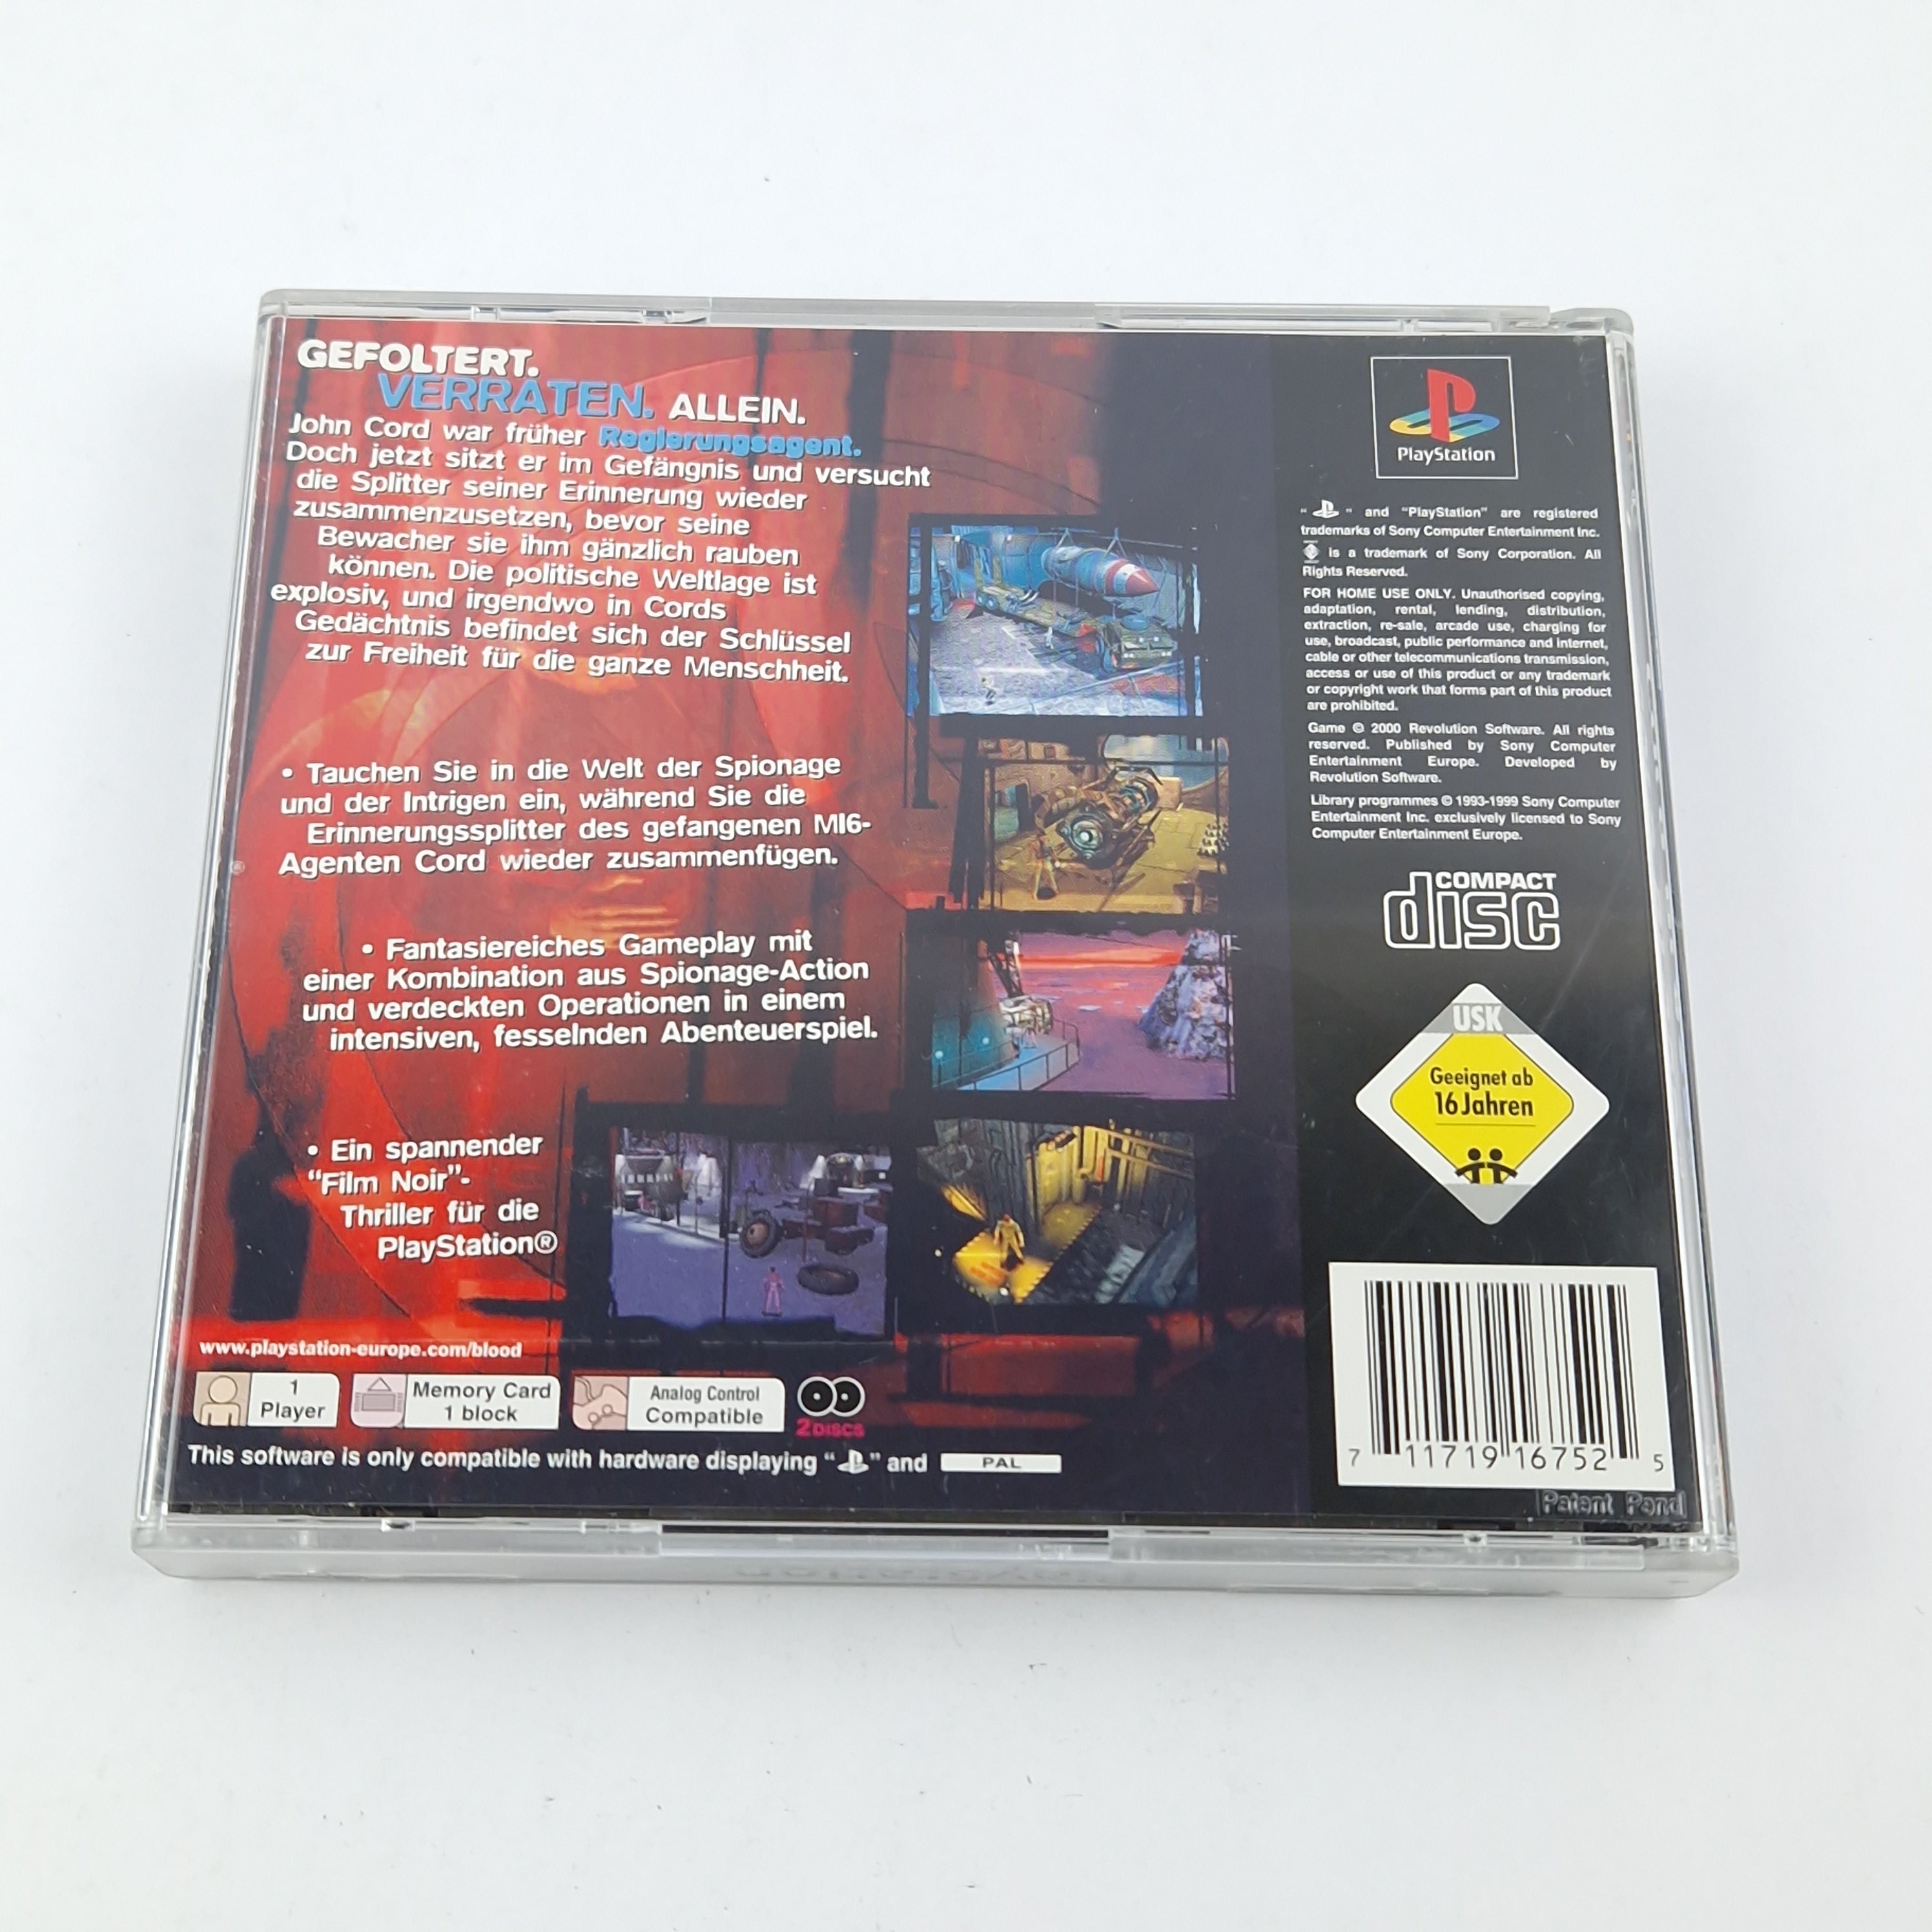 GEFOLTERT.
VERRATEN. ALLEIN.
John Cord war früher Regierungsagent.
Doch jetzt sitzt er im Gefängnis und versucht
die Splitter seiner Erinnerung wieder
zusammenzusetzen, bevor seine
Bewacher sie ihm gänzlich rauben
können. Die politische Weltlage ist
explosiv, und irgendwo in Cords
Gedächtnis befindet sich der Schlüssel
zur Freiheit für die ganze Menschheit.
• Tauchen Sie in die Welt der Spionage
und der Intrigen ein, während Sie die
Erinnerungssplitter des gefangenen MI6-
Agenten Cord wieder zusammenfügen.
• Fantasiereiches Gameplay mit
einer Kombination aus Spionage-Action
und verdeckten Operationen in einem
intensiven, fesselnden Abenteuerspiel.
• Ein spannender
“Film Noir”-
Thriller für die
PlayStation®
www.playstation-europe.com/blood
1
Player
Memory Card
1 block
Analog Control
Compatible
2 DISCS
This software is only compatible with hardware displaying “ ” and PAL
PlayStation
“ ” and “PlayStation” are registered
trademarks of Sony Computer Entertainment Inc.
is a trademark of Sony Corporation. All
Rights Reserved.
FOR HOME USE ONLY. Unauthorised copying,
adaptation, rental, lending, distribution,
extraction, re-sale, arcade use, charging for
use, broadcast, public performance and internet,
cable or other telecommunications transmission,
access or use of this product or any trademark
or copyright work that forms part of this product
are prohibited.
Game © 2000 Revolution Software. All rights
reserved. Published by Sony Computer
Entertainment Europe. Developed by
Revolution Software.
Library programmes © 1993-1999 Sony Computer
Entertainment Inc. exclusively licensed to Sony
Computer Entertainment Europe.
COMPACT
disc
USK
Geeignet ab
16 Jahren
7 11719 16752 5
Patent Pend
PlayStation